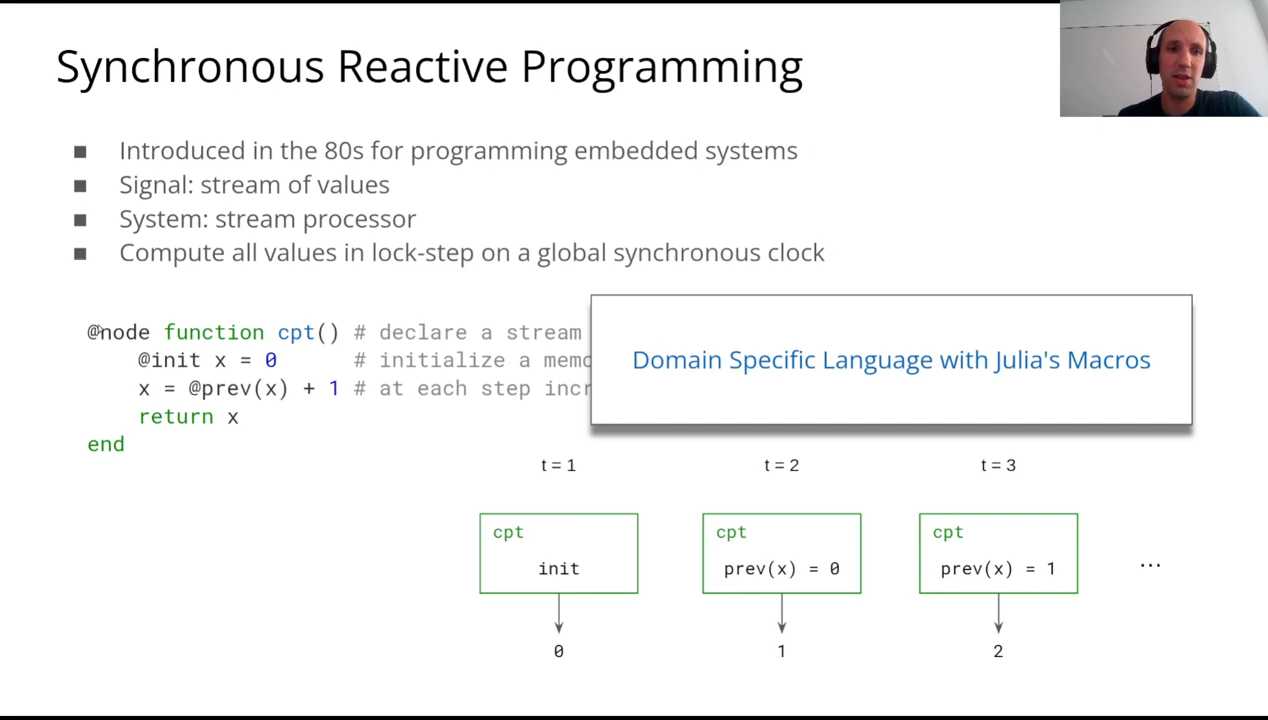 Synchronous Reactive Programming
■ Introduced in the 80s for programming embedded systems
■ Signal: stream of values
■ System: stream processor
■ Compute all values in lock-step on a global synchronous clock
@node function cpt() # declare a stream
@init x = 0 # initialize a
x = @prev(x) + 1 # at each step
return x
end
Domain Specific Language with Julia's Macros
t = 1 t = 2 t = 3
cpt cpt cpt
init prev(x) = 0 prev(x) = 1 ...
0 1 2